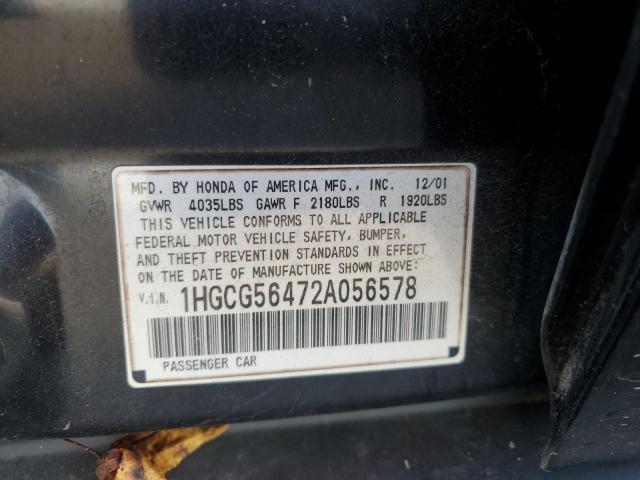 MFD. BY HONDA OF AMERICA MFG., INC. 12/01
GVWR 4035LBS GAWR F 2180LBS R 1920LBS
THIS VEHICLE CONFORMS TO ALL APPLICABLE
FEDERAL MOTOR VEHICLE SAFETY, BUMPER,
AND THEFT PREVENTION STANDARDS IN EFFECT
ON THE DATE OF MANUFACTURE SHOWN ABOVE:
V.I.N. 1HGCG56472A056578
PASSENGER CAR